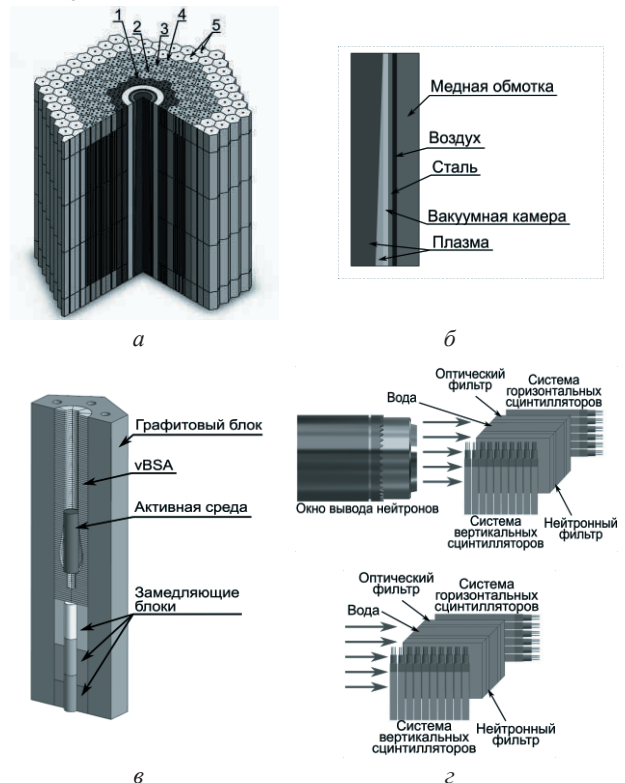 1
2
3
4
5
а
Медная обмотка
Воздух
Сталь
Вакуумная камера
Плазма
б
Графитовый блок
vBSA
Активная среда
Замедляющие
блоки
в
Оптический
фильтр
Вода
Система
горизонтальных
сцинтилляторов
Окно вывода нейтронов
Система
вертикальных
сцинтилляторов
Нейтронный
фильтр
Оптический
фильтр
Вода
Система
горизонтальных
сцинтилляторов
Система
вертикальных
сцинтилляторов
Нейтронный
фильтр
г